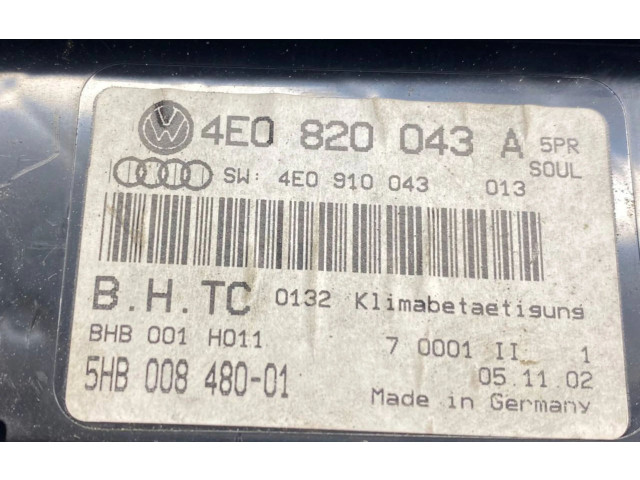 4E0 820 043 A 5PR
SOUL
SW: 4E0 910 043 013
B.H.TC 0132 Klimabetaetigung
BHB 001 H011 7 0001 II 1
5HB 008 480-01 05.11.02
Made in Germany